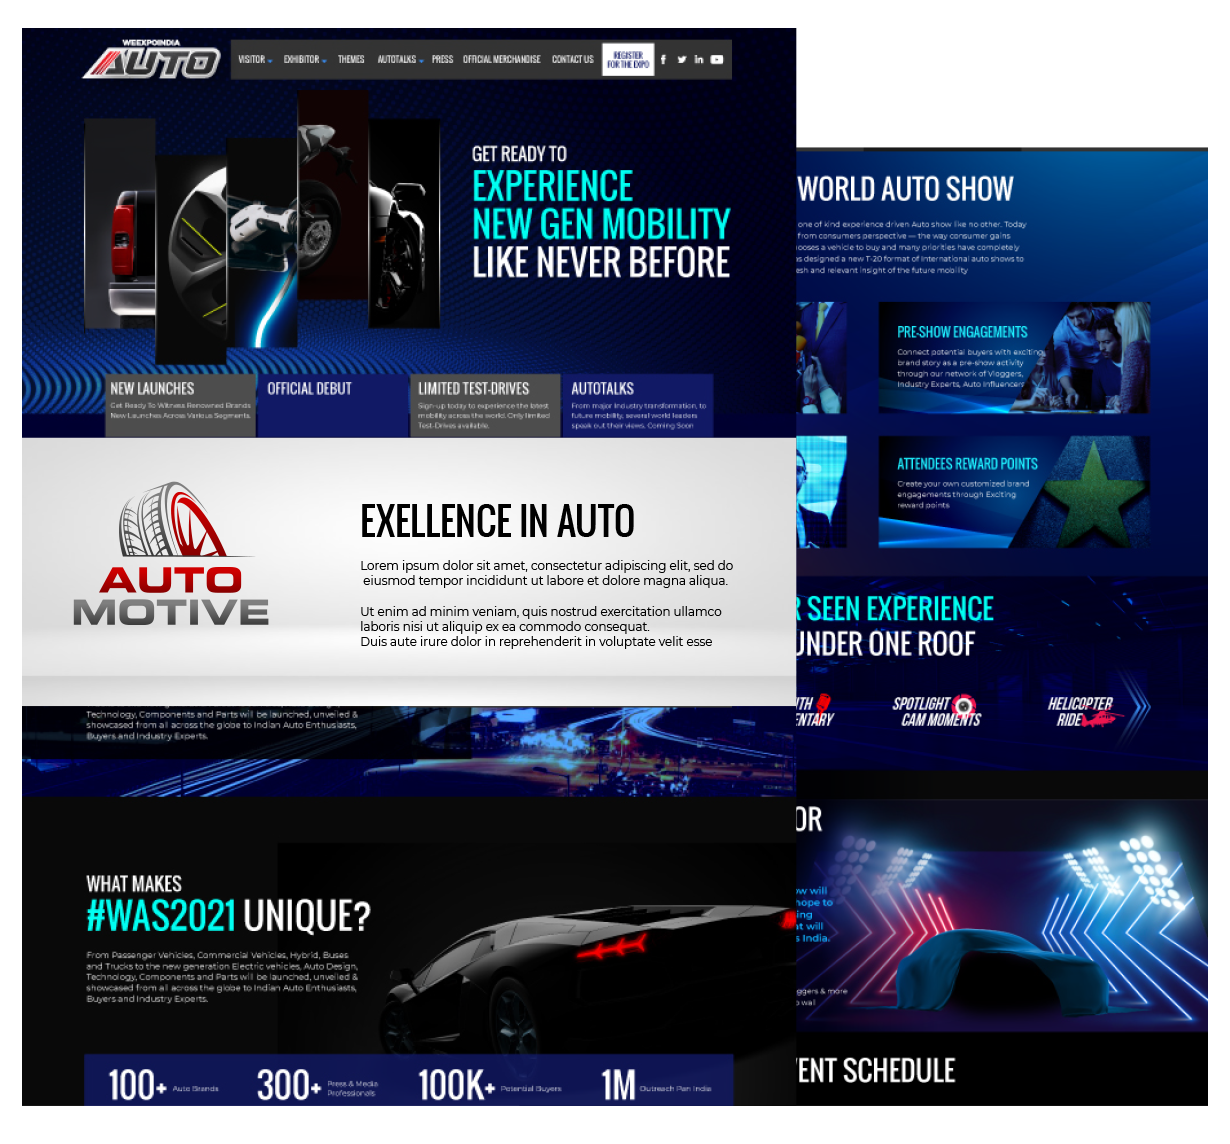 WEEXPOINDIA
AUTO
VISITOR
EXHIBITOR
THEMES
AUTOTALKS
PRESS
OFFICIAL MERCHANDISE
CONTACT US
REGISTER
FOR THE EXPO
GET READY TO
EXPERIENCE
NEW GEN MOBILITY
LIKE NEVER BEFORE
NEW LAUNCHES
Get Ready To Witness Renowned Brands
New Launches Across Various Segments.
OFFICIAL DEBUT
LIMITED TEST-DRIVES
Sign-up today to experience the latest
mobility across the world. Only limited
Test-Drives available.
AUTOTALKS
From major industry transformation, to
future mobility, several world leaders
speak out their views. Coming Soon
AUTO
MOTIVE
EXELLENCE IN AUTO
Lorem ipsum dolor sit amet, consectetur adipiscing elit, sed do
eiusmod tempor incididunt ut labore et dolore magna aliqua.
Ut enim ad minim veniam, quis nostrud exercitation ullamco
laboris nisi ut aliquip ex ea commodo consequat.
Duis aute irure dolor in reprehenderit in voluptate velit esse
Technology, Components and Parts will be launched, unveiled &
showcased from all across the globe to Indian Auto Enthusiasts,
Buyers and Industry Experts.
WHAT MAKES
#WAS2021 UNIQUE?
From Passenger Vehicles, Commercial Vehicles, Hybrid, Buses
and Trucks to the new generation Electric vehicles, Auto Design,
Technology, Components and Parts will be launched, unveiled &
showcased from all across the globe to Indian Auto Enthusiasts,
Buyers and Industry Experts.
100+ Auto Brands
300+ Press & Media
Professionals
100K+ Potential Buyers
1M Outreach Pan India
WORLD AUTO SHOW
one of kind experience driven Auto show like no other. Today
from consumers perspective — the way consumer gains
ooses a vehicle to buy and many priorities have completely
s designed a new T-20 format of International auto shows to
esh and relevant insight of the future mobility
PRE-SHOW ENGAGEMENTS
Connect potential buyers with exciting
brand story as a pre-show activity
through our network of Vloggers,
Industry Experts, Auto Influencers
ATTENDEES REWARD POINTS
Create your own customized brand
engagements through Exciting
reward points
R SEEN EXPERIENCE
UNDER ONE ROOF
ITH
ENTARY
SPOTLIGHT
CAM MOMENTS
HELICOPTER
RIDE
OR
ow will
hope to
ing
at will
s India.
ggers & more
o wal
VENT SCHEDULE